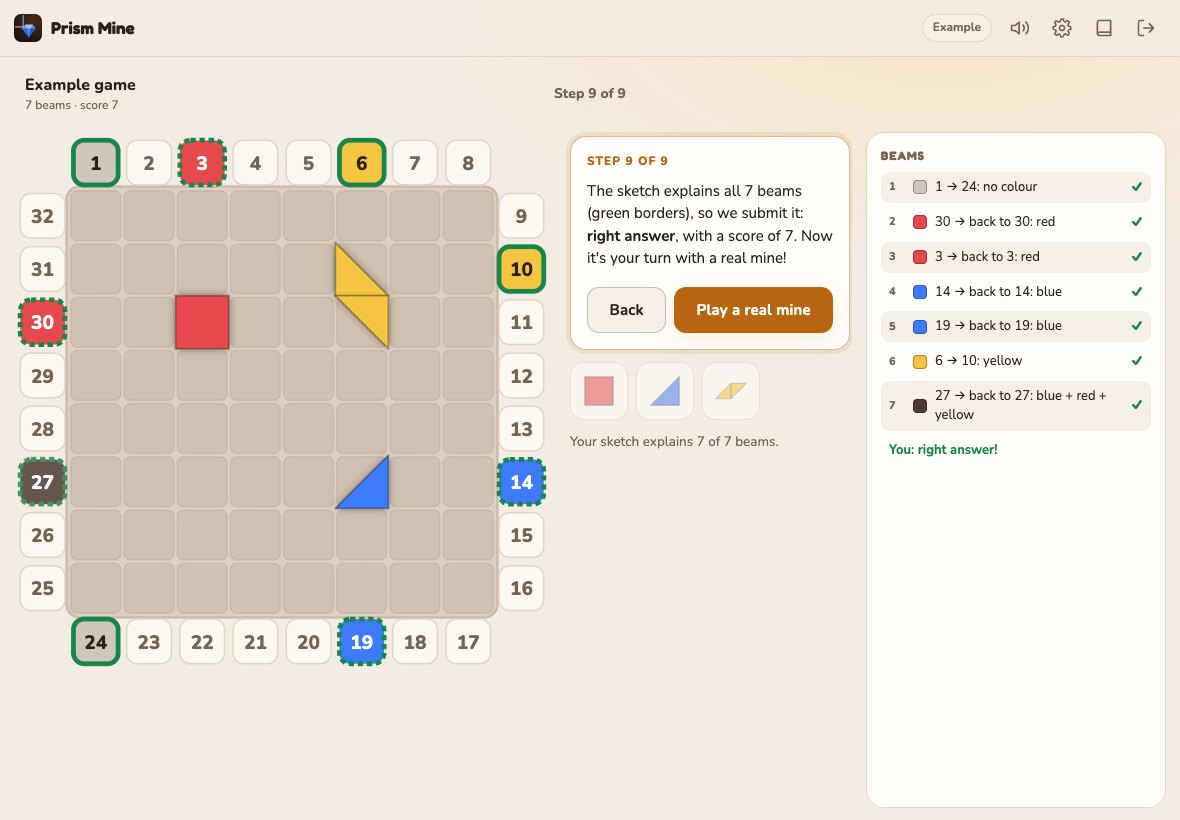 Prism Mine
Example
Example game
7 beams · score 7
Step 9 of 9
1 2 3 4 5 6 7 8
32 9
31 10
30 11
29 12
28 13
27 14
26 15
25 16
24 23 22 21 20 19 18 17
STEP 9 OF 9
The sketch explains all 7 beams
(green borders), so we submit it:
right answer, with a score of 7. Now
it's your turn with a real mine!
Back
Play a real mine
Your sketch explains 7 of 7 beams.
BEAMS
1 1 → 24: no colour
2 30 → back to 30: red
3 3 → back to 3: red
4 14 → back to 14: blue
5 19 → back to 19: blue
6 6 → 10: yellow
7 27 → back to 27: blue + red +
yellow
You: right answer!